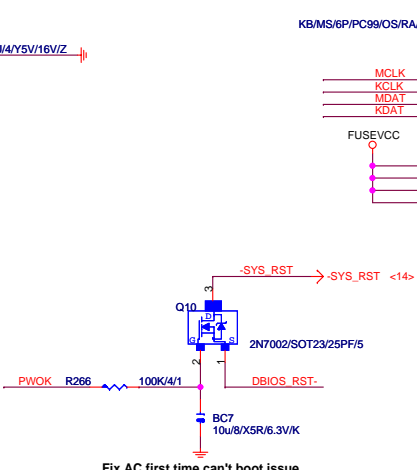 KB/MS/6P/PC99/OS/RA/
/4/Y5V/16V/Z
MCLK
KCLK
MDAT
KDAT
FUSEVCC
-SYS_RST
-SYS_RST <14>
3
Q10
D
G
S
2N7002/SOT23/25PF/5
2
1
PWOK
R266
100K/4/1
DBIOS_RST-
BC7
10u/8/X5R/6.3V/K
Fix AC first time can't boot issue